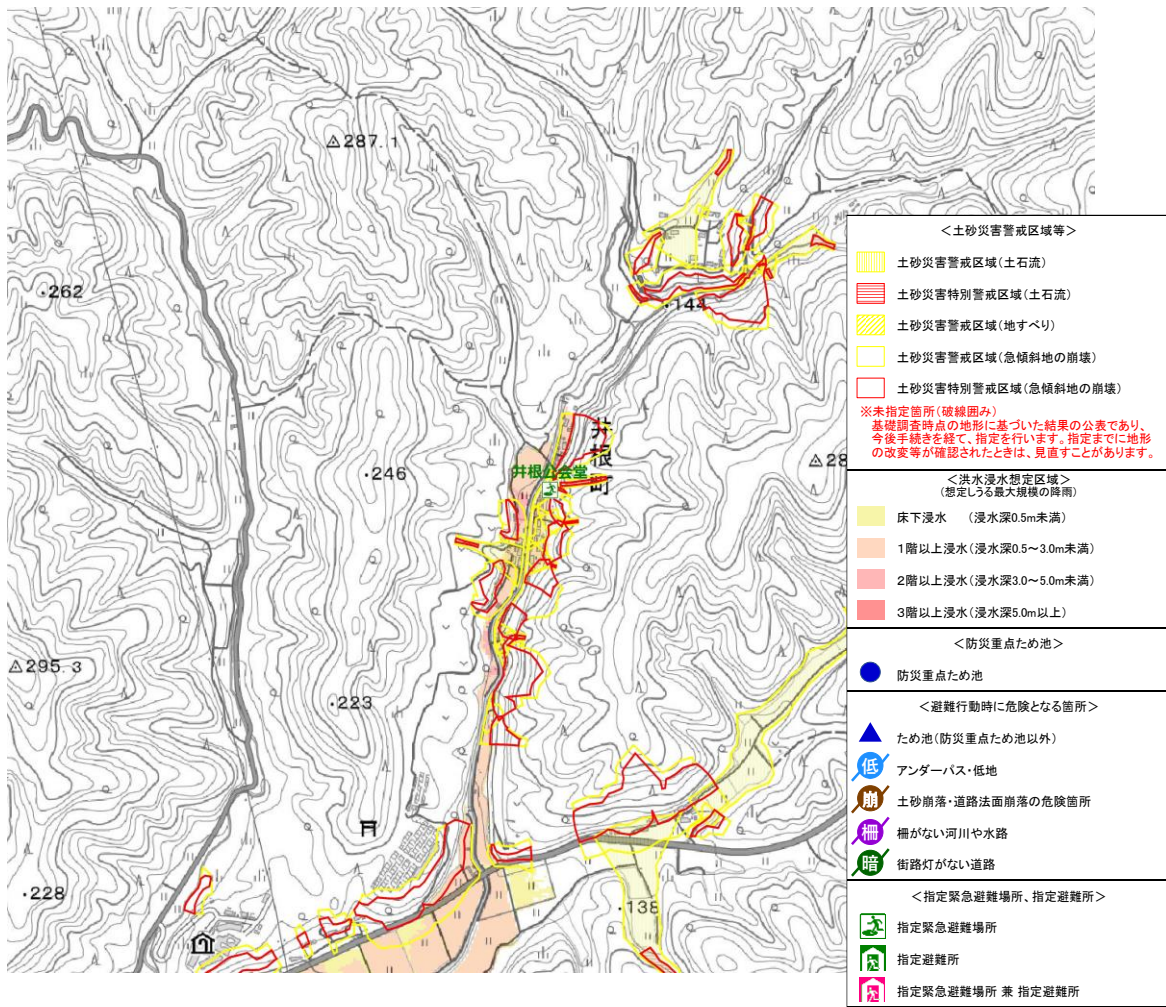 250
287.1
262
144
井根町
井根公会堂
246
28
200
295.3
223
228
138
＜土砂災害警戒区域等＞
土砂災害警戒区域（土石流）
土砂災害特別警戒区域（土石流）
土砂災害警戒区域（地すべり）
土砂災害警戒区域（急傾斜地の崩壊）
土砂災害特別警戒区域（急傾斜地の崩壊）
※未指定箇所（破線囲み）
基礎調査時点の地形に基づいた結果の公表であり、
今後手続きを経て、指定を行います。指定までに地形
の改変等が確認されたときは、見直すことがあります。
＜洪水浸水想定区域＞
（想定しうる最大規模の降雨）
床下浸水　（浸水深0.5m未満）
1階以上浸水（浸水深0.5～3.0m未満）
2階以上浸水（浸水深3.0～5.0m未満）
3階以上浸水（浸水深5.0m以上）
＜防災重点ため池＞
防災重点ため池
＜避難行動時に危険となる箇所＞
ため池（防災重点ため池以外）
低 アンダーパス・低地
崩 土砂崩落・道路法面崩落の危険箇所
柵 柵がない河川や水路
暗 街路灯がない道路
＜指定緊急避難場所、指定避難所＞
指定緊急避難場所
指定避難所
指定緊急避難場所 兼 指定避難所